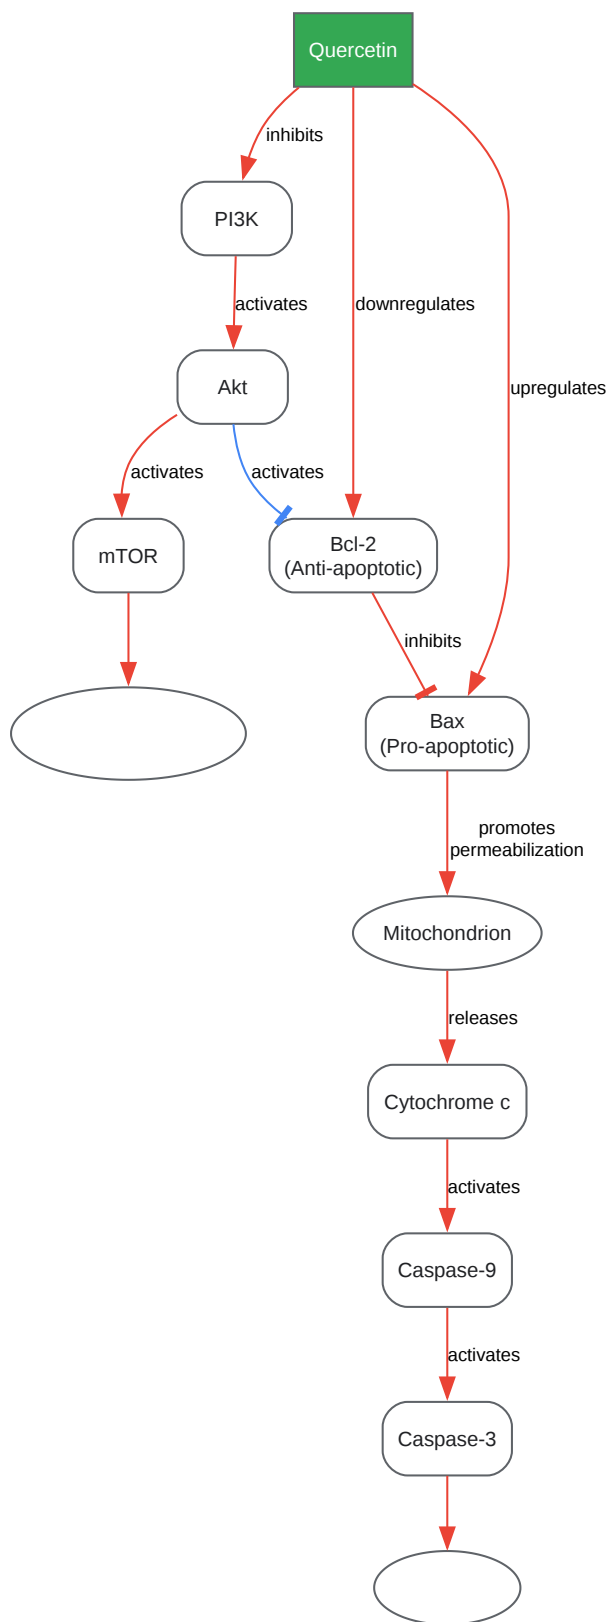 Quercetin
inhibits
PI3K
activates
downregulates
Akt
upregulates
activates
activates
mTOR
Bcl-2
(Anti-apoptotic)
inhibits
Bax
(Pro-apoptotic)
promotes
permeabilization
Mitochondrion
releases
Cytochrome c
activates
Caspase-9
activates
Caspase-3